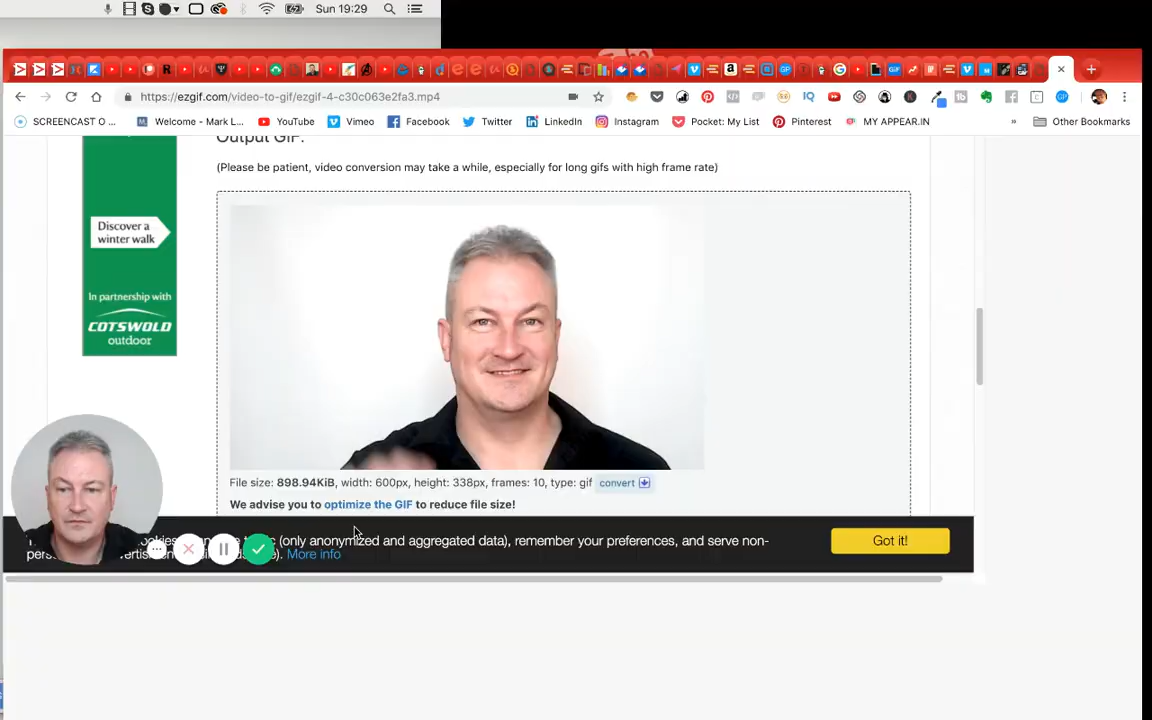 Sun 19:29
https://ezgif.com/video-to-gif/ezgif-4-c30c063e2fa3.mp4
SCREENCAST O ... Welcome - Mark L... YouTube Vimeo Facebook Twitter LinkedIn Instagram Pocket: My List Pinterest MY APPEAR.IN » Other Bookmarks
Output GIF:
(Please be patient, video conversion may take a while, especially for long gifs with high frame rate)
Discover a
winter walk
In partnership with
COTSWOLD
outdoor
File size: 898.94KiB, width: 600px, height: 338px, frames: 10, type: gif convert
We advise you to optimize the GIF to reduce file size!
(only anonymized and aggregated data), remember your preferences, and serve non-
More info
Got it!